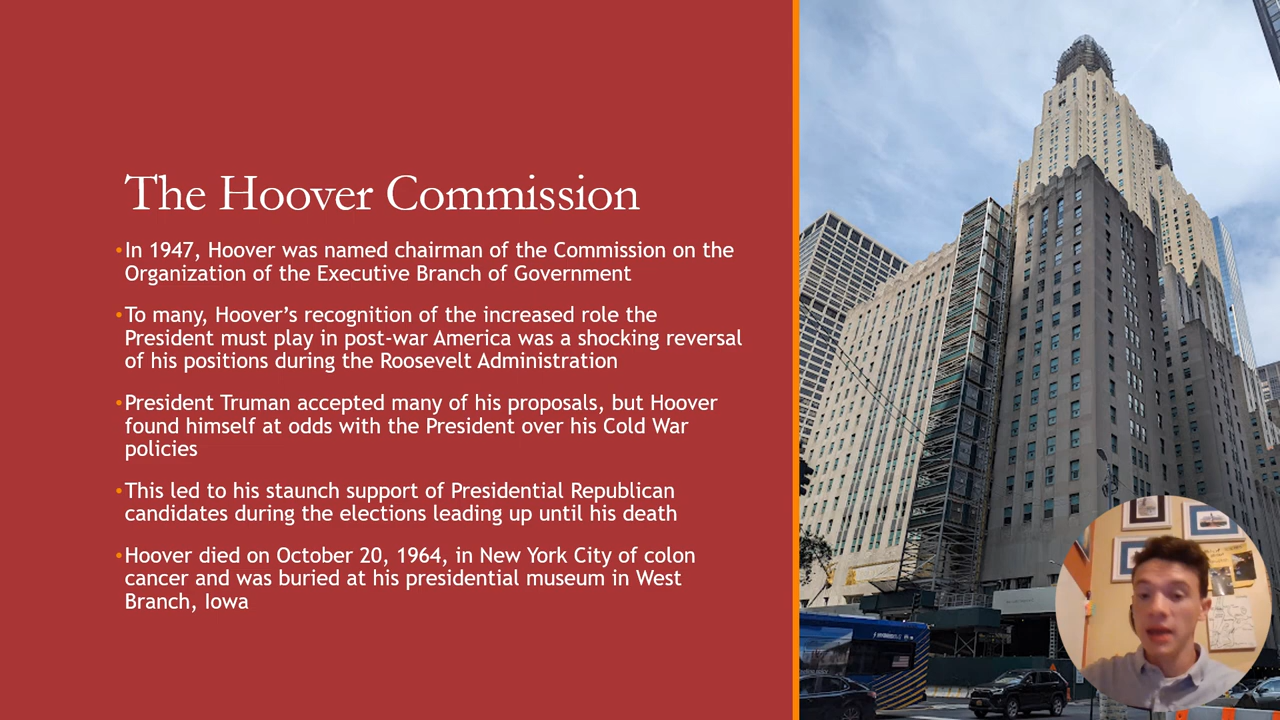 The Hoover Commission
•In 1947, Hoover was named chairman of the Commission on the
Organization of the Executive Branch of Government
•To many, Hoover’s recognition of the increased role the
President must play in post-war America was a shocking reversal
of his positions during the Roosevelt Administration
•President Truman accepted many of his proposals, but Hoover
found himself at odds with the President over his Cold War
policies
•This led to his staunch support of Presidential Republican
candidates during the elections leading up until his death
•Hoover died on October 20, 1964, in New York City of colon
cancer and was buried at his presidential museum in West
Branch, Iowa